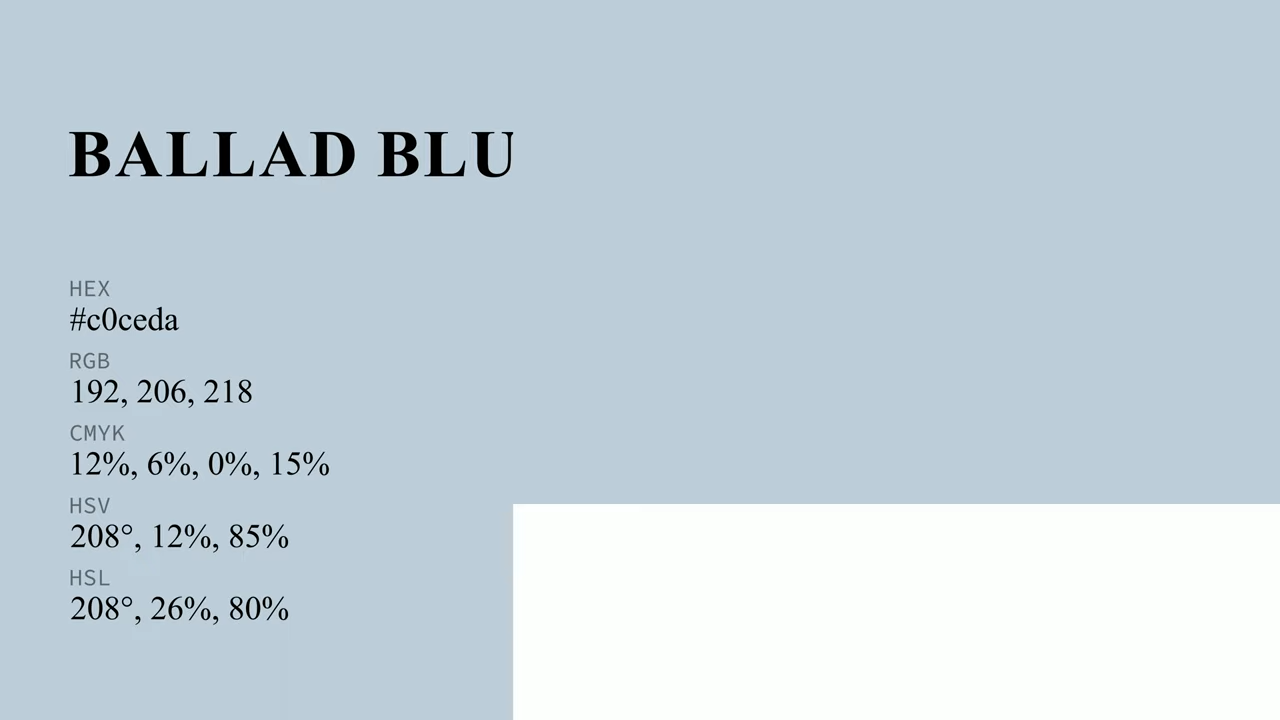 BALLAD BLU
HEX
#c0ceda
RGB
192, 206, 218
CMYK
12%, 6%, 0%, 15%
HSV
208°, 12%, 85%
HSL
208°, 26%, 80%